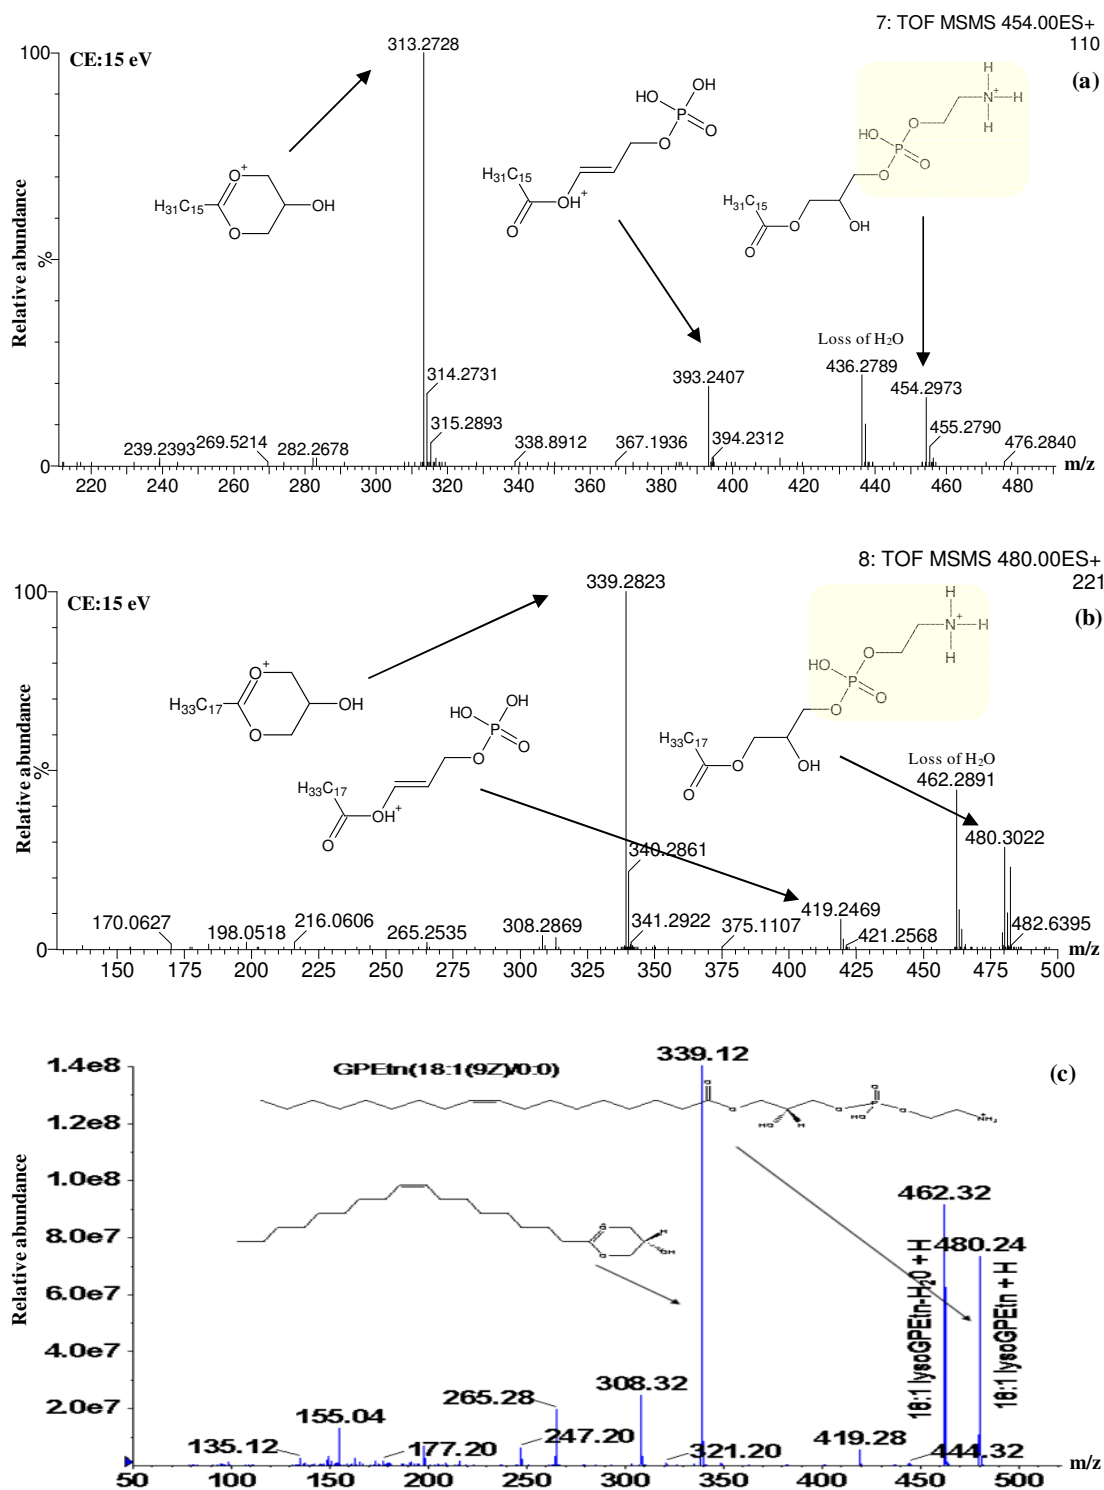 7: TOF MSMS 454.00ES+
110
(a)
CE:15 eV
100
%
0
Relative abundance
313.2728
314.2731
315.2893
239.2393
269.5214
282.2678
338.8912
367.1936
393.2407
394.2312
Loss of H2O
436.2789
454.2973
455.2790
476.2840
H31C15
O+
O
OH
H31C15
O
OH+
HO
OH
P
O
O
H31C15
O
O
OH
O
HO
P
O
O
H
N+
H
H
220 240 260 280 300 320 340 360 380 400 420 440 460 480
m/z
8: TOF MSMS 480.00ES+
221
(b)
CE:15 eV
100
%
0
Relative abundance
339.2823
340.2861
341.2922
170.0627
198.0518
216.0606
265.2535
308.2869
375.1107
419.2469
421.2568
Loss of H2O
462.2891
480.3022
482.6395
H33C17
O+
O
OH
H33C17
O
OH+
HO
OH
P
O
O
H33C17
O
O
OH
O
HO
P
O
O
H
N+
H
H
150 175 200 225 250 275 300 325 350 375 400 425 450 475 500
m/z
(c)
GPEtn(18:1(9Z)/0:0)
Relative abundance
1.4e8
1.2e8
1.0e8
8.0e7
6.0e7
4.0e7
2.0e7
339.12
462.32
480.24
18:1 lysoGPEtn-H2O + H
18:1 lysoGPEtn + H
308.32
265.28
247.20
155.04
135.12
177.20
321.20
419.28
444.32
50 100 150 200 250 300 350 400 450 500
m/z